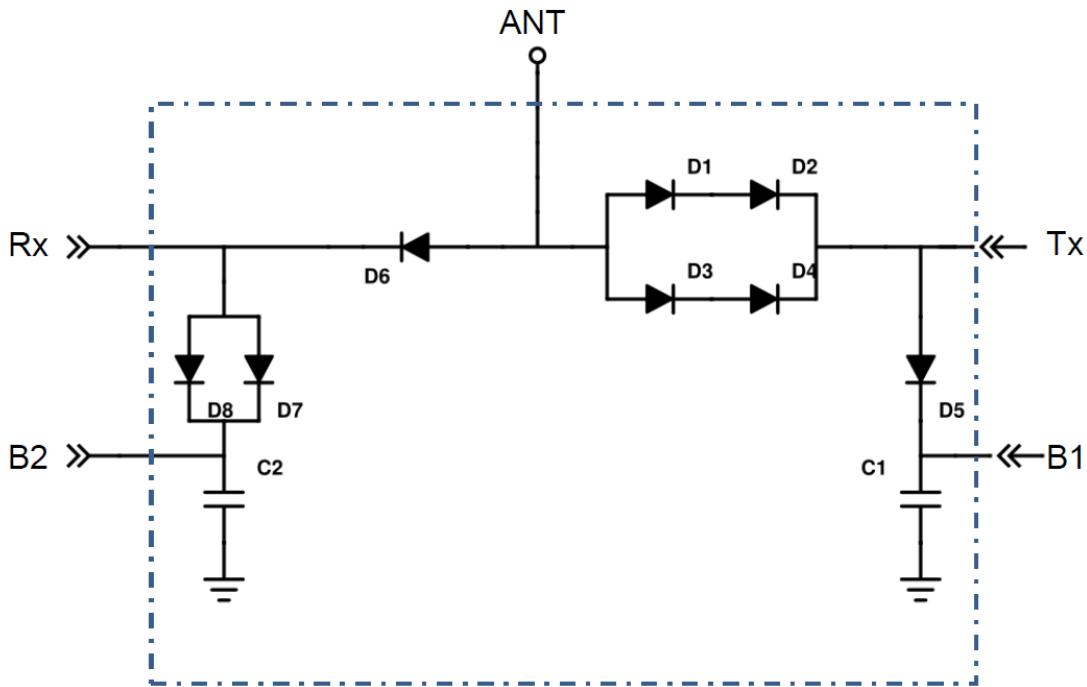 ANT
D1 D2
Rx Tx
D6 D3 D4
D8 D7 D5
B2 C2 C1 B1